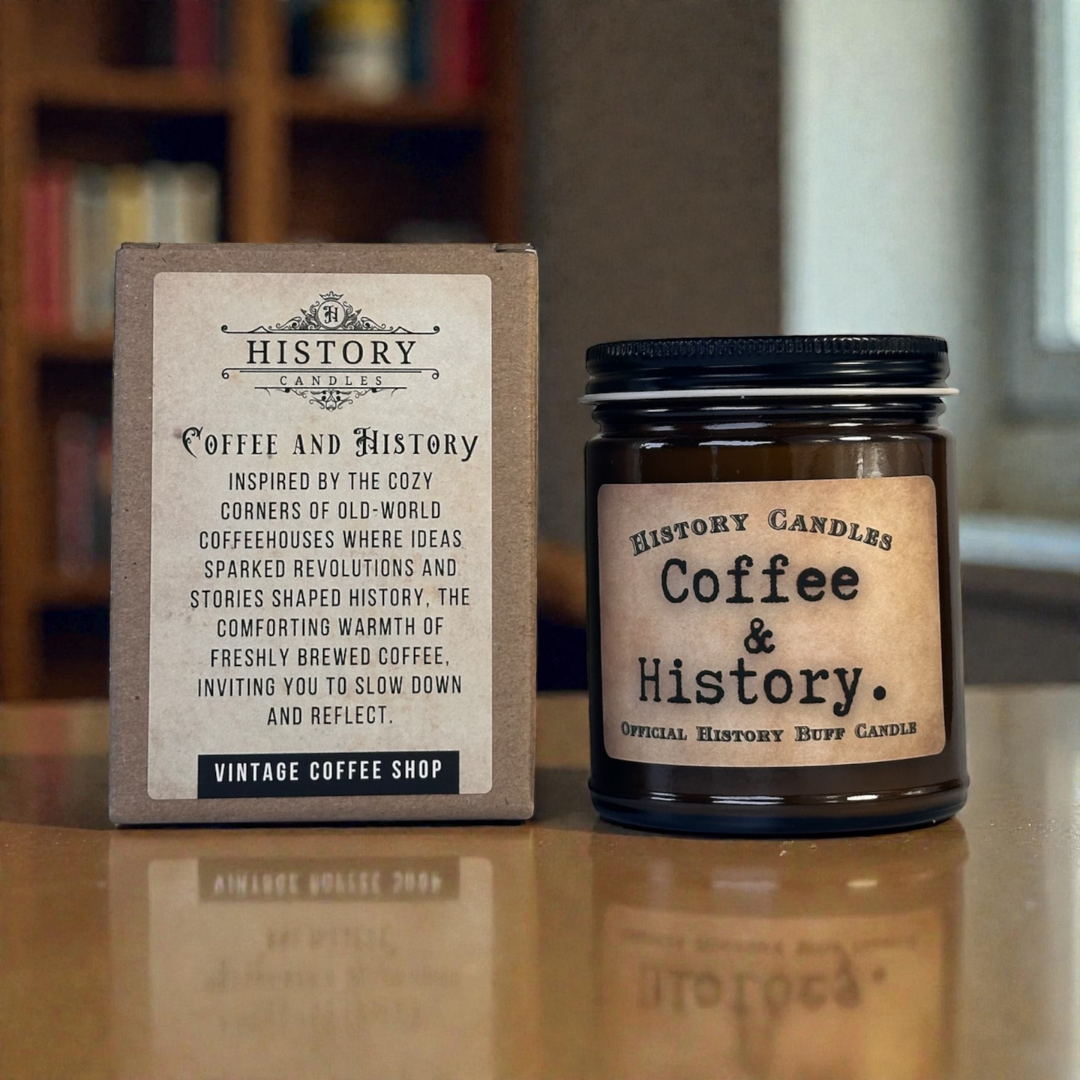 H
HISTORY
CANDLES
COFFEE AND HISTORY
INSPIRED BY THE COZY
CORNERS OF OLD-WORLD
COFFEEHOUSES WHERE IDEAS
SPARKED REVOLUTIONS AND
STORIES SHAPED HISTORY, THE
COMFORTING WARMTH OF
FRESHLY BREWED COFFEE,
INVITING YOU TO SLOW DOWN
AND REFLECT.
VINTAGE COFFEE SHOP
HISTORY CANDLES
Coffee
&
History.
OFFICIAL HISTORY BUFF CANDLE